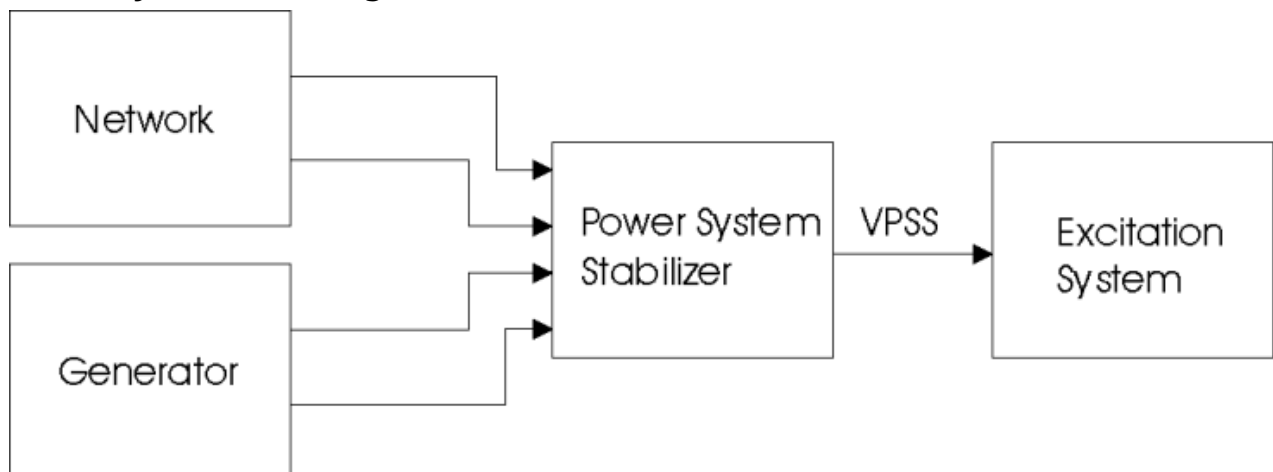 Network
Generator
Power System
Stabilizer
VPSS
Excitation
System